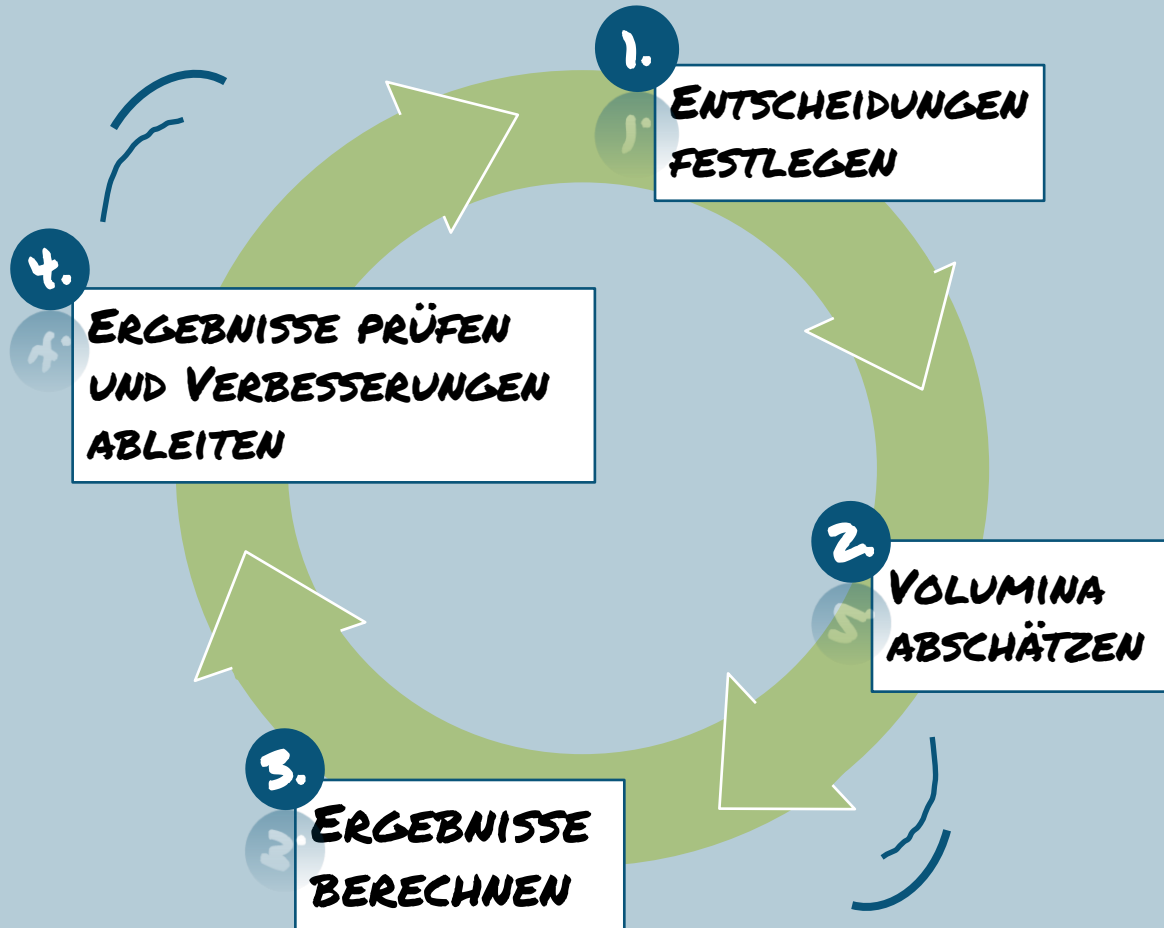 1.
ENTSCHEIDUNGEN
FESTLEGEN
2.
VOLUMINA
ABSCHÄTZEN
3.
ERGEBNISSE
BERECHNEN
4.
ERGEBNISSE PRÜFEN
UND VERBESSERUNGEN
ABLEITEN